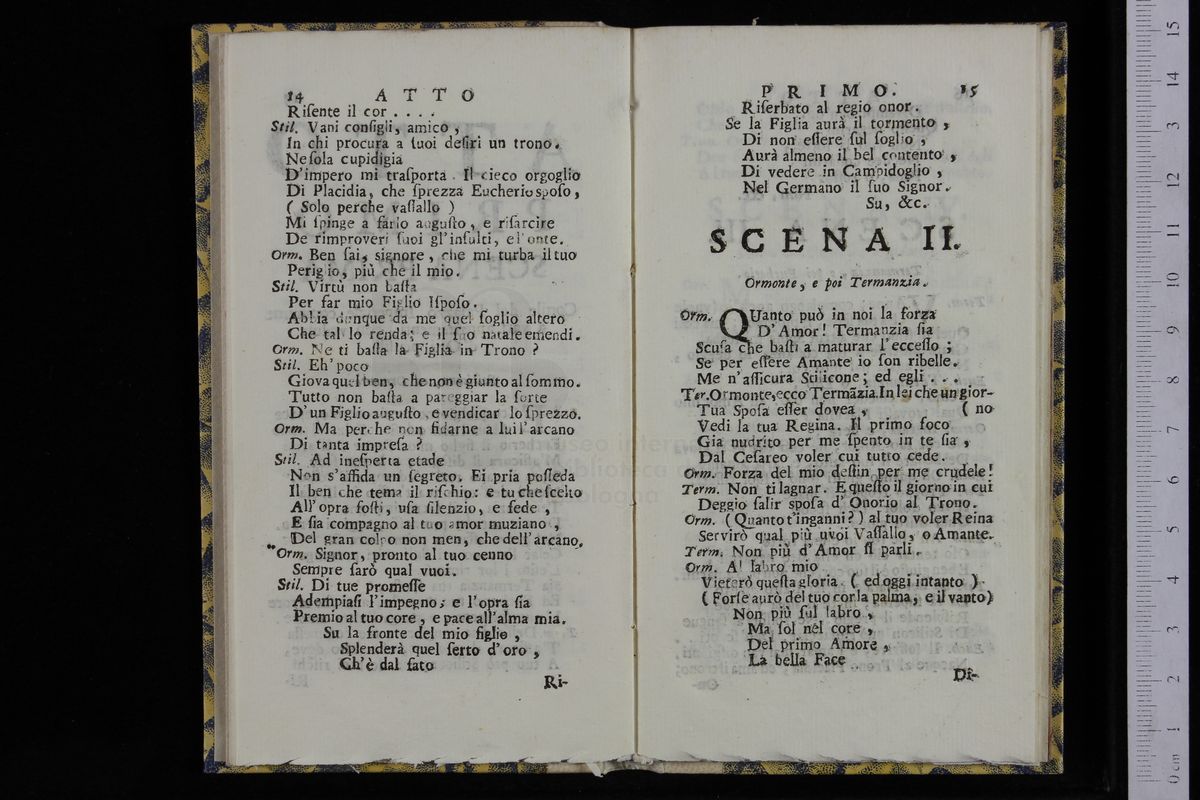 14 ATTO
Riſente il cor . . . .
Stil. Vani conſigli, amico ,
In chi procura a ſuoi deſiri un trono.
Ne ſola cupidigia
D'impero mi traſporta . Il cieco orgoglio
Di Placidia, che ſprezza Eucherio ſpoſo,
( Solo perche vaſſallo )
Mi ſpinge a farlo auguſto , e riſarcire
De rimproveri ſuoi gl'inſulti, el'onte.
Orm. Ben ſai, signore , che mi turba il tuo
Periglio, più che il mio.
Stil. Virtù non baſta
Per far mio Figlio Iſpoſo.
Abbia dunque da me quel ſoglio altero
Che tal lo renda; e il ſuo natale emendi.
Orm. Ne ti baſta la Figlia in Trono ?
Stil. Eh' poco
Giova quel ben, che non è giunto al ſommo.
Tutto non baſta a pareggiar la ſorte
D'un Figlio auguſto , e vendicar lo ſprezzo.
Orm. Ma perche non fidarne a lui l'arcano
Di tanta impreſa ?
Stil. Ad ineſperta etade
Non s'affida un ſegreto. Ei pria poſſeda
Il ben che tema il riſchio: e tu che ſcelto
All'opra foſti, uſa ſilenzio, e fede ,
E ſia compagno al tuo amor muziano ,
Del gran colpo non men, che dell'arcano.
Orm. Signor, pronto al tuo cenno
Sempre ſarò qual vuoi.
Stil. Di tue promeſſe
Adempiaſi l'impegno; e l'opra ſia
Premio al tuo core , e pace all'alma mia.
Su la fronte del mio figlio ,
Splenderà quel ſerto d'oro ,
Ch'è dal fato
Ri-
PRIMO. 15
Riſerbato al regio onor.
Se la Figlia aurà il tormento ,
Di non eſſere ſul ſoglio ,
Aurà almeno il bel contento ,
Di vedere in Campidoglio ,
Nel Germano il ſuo Signor.
Su, &c.
SCENA II.
Ormonte, e poi Termanzia.
Orm. QUanto può in noi la forza
D'Amor! Termanzia ſia
Scuſa che baſti a maturar l'ecceſſo ;
Se per eſſere Amante io ſon ribelle.
Me n'aſſicura Stilicone; ed egli . . .
Ter. Ormonte, ecco Termãzia. In lei che un gior-
Tua Spoſa eſſer dovea , ( no
Vedi la tua Regina. Il primo foco
Gia nudrito per me ſpento in te ſia ,
Dal Ceſareo voler cui tutto cede.
Orm. Forza del mio deſtin per me crudele!
Term. Non ti lagnar. E queſto il giorno in cui
Deggio ſalir spoſa d'Onorio al Trono.
Orm. ( Quanto t'inganni? ) al tuo voler Reina
Servirò qual più uvoi Vaſſallo, o Amante.
Term. Non più d'Amor ſi parli.
Orm. Al labro mio
Vieterò queſta gloria. ( ed oggi intanto )
( Forſe aurò del tuo cor la palma, e il vanto)
Non più ſul labro ,
Ma ſol nel core ,
Del primo Amore ,
La bella Face
Di-